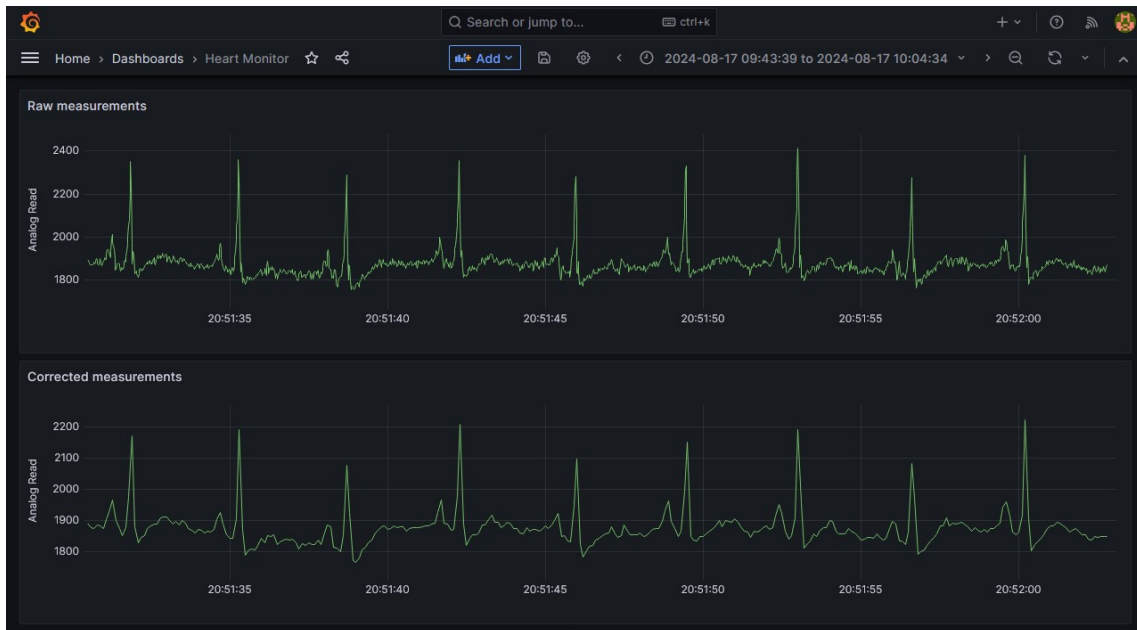 Search or jump to... ctrl+k
Home › Dashboards › Heart Monitor Add 2024-08-17 09:43:39 to 2024-08-17 10:04:34
Raw measurements
Analog Read
2400
2200
2000
1800
20:51:35 20:51:40 20:51:45 20:51:50 20:51:55 20:52:00
Corrected measurements
Analog Read
2200
2100
2000
1900
1800
20:51:35 20:51:40 20:51:45 20:51:50 20:51:55 20:52:00